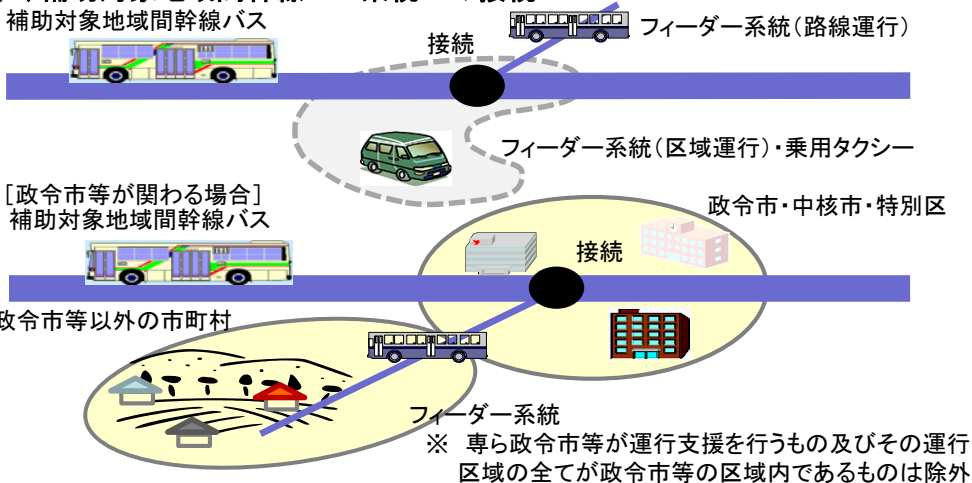 補助対象地域間幹線バス
接続
フィーダー系統(路線運行)
フィーダー系統(区域運行)・乗用タクシー
[政令市等が関わる場合]
補助対象地域間幹線バス
政令市・中核市・特別区
接続
政令市等以外の市町村
フィーダー系統
※ 専ら政令市等が運行支援を行うもの及びその運行
区域の全てが政令市等の区域内であるものは除外